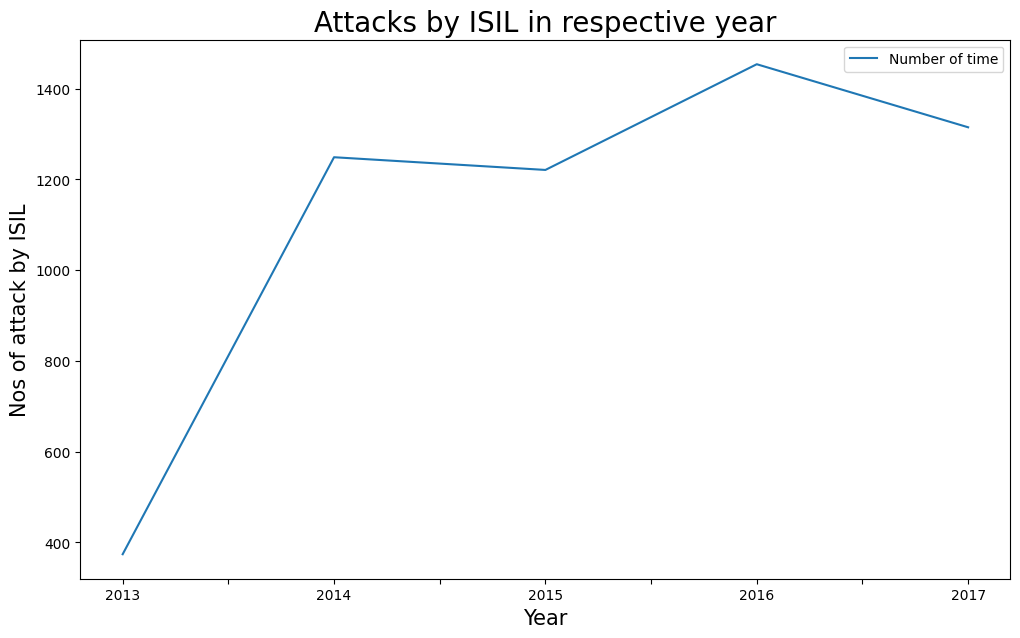 Attacks by ISIL in respective year
Number of time
Nos of attack by ISIL
1400
1200
1000
800
600
400
2013 2014 2015 2016 2017
Year